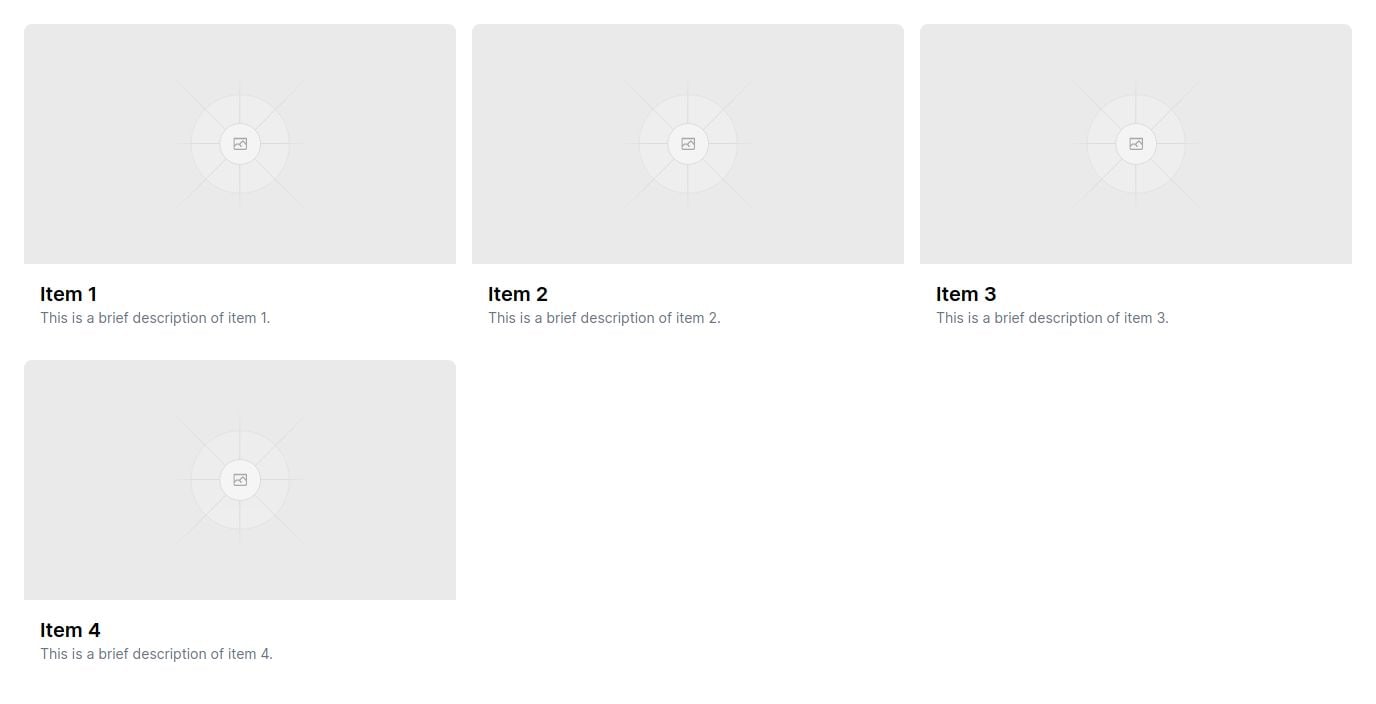 Item 1
This is a brief description of item 1.
Item 2
This is a brief description of item 2.
Item 3
This is a brief description of item 3.
Item 4
This is a brief description of item 4.